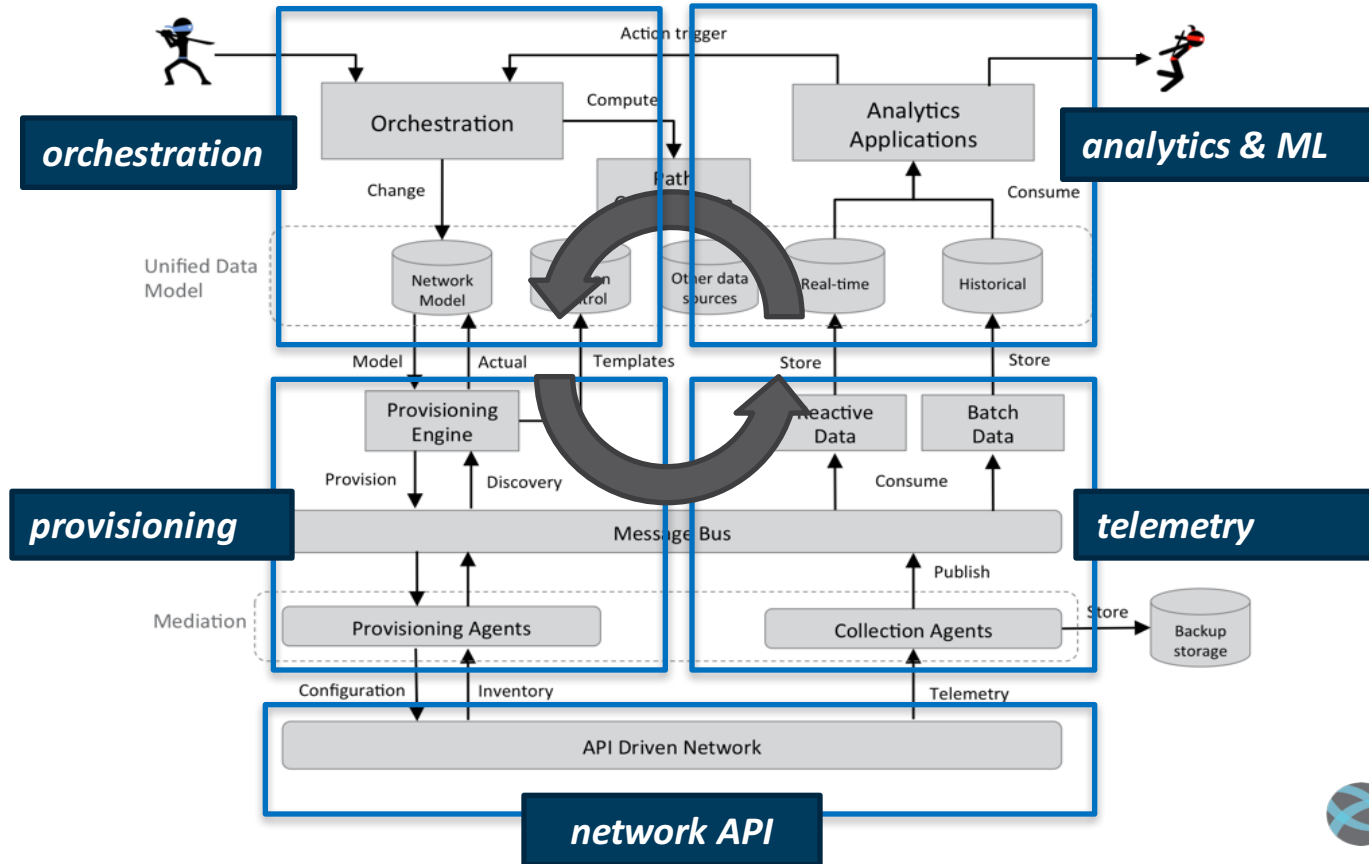 Action trigger
Orchestration
Compute
Analytics
Applications
orchestration
analytics & ML
Change
Path
Consume
Unified Data
Model
Network
Model
Other data
sources
Real-time
Historical
Model
Actual
Templates
Store
Store
Provisioning
Engine
Reactive
Data
Batch
Data
Provision
Discovery
Consume
provisioning
Message Bus
telemetry
Publish
Mediation
Provisioning Agents
Collection Agents
Store
Backup
storage
Configuration
Inventory
Telemetry
API Driven Network
network API